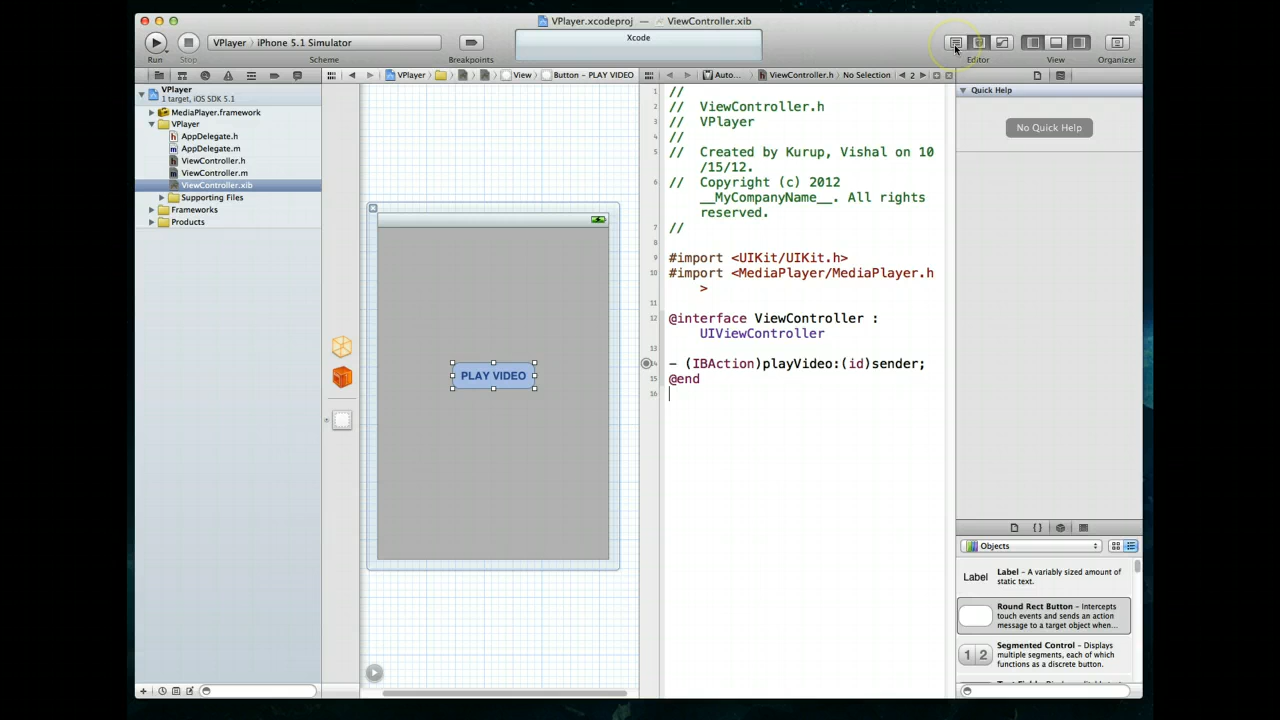 VPlayer.xcodeproj — ViewController.xib
VPlayer iPhone 5.1 Simulator
Xcode
Run
Stop
Scheme
Breakpoints
Editor
View
Organizer
VPlayer
View
Button - PLAY VIDEO
Auto...
ViewController.h
No Selection
2
VPlayer
1 target, iOS SDK 5.1
MediaPlayer.framework
VPlayer
AppDelegate.h
AppDelegate.m
ViewController.h
ViewController.m
ViewController.xib
Supporting Files
Frameworks
Products
PLAY VIDEO
1 //
2 // ViewController.h
3 // VPlayer
4 //
5 // Created by Kurup, Vishal on 10
/15/12.
6 // Copyright (c) 2012
__MyCompanyName__. All rights
reserved.
7 //
8
9 #import <UIKit/UIKit.h>
10 #import <MediaPlayer/MediaPlayer.h
>
11
12 @interface ViewController :
UIViewController
13
14 - (IBAction)playVideo:(id)sender;
15 @end
16
Quick Help
No Quick Help
Objects
Label
Label - A variably sized amount of
static text.
Round Rect Button - Intercepts
touch events and sends an action
message to a target object when...
1 2
Segmented Control - Displays
multiple segments, each of which
functions as a discrete button.